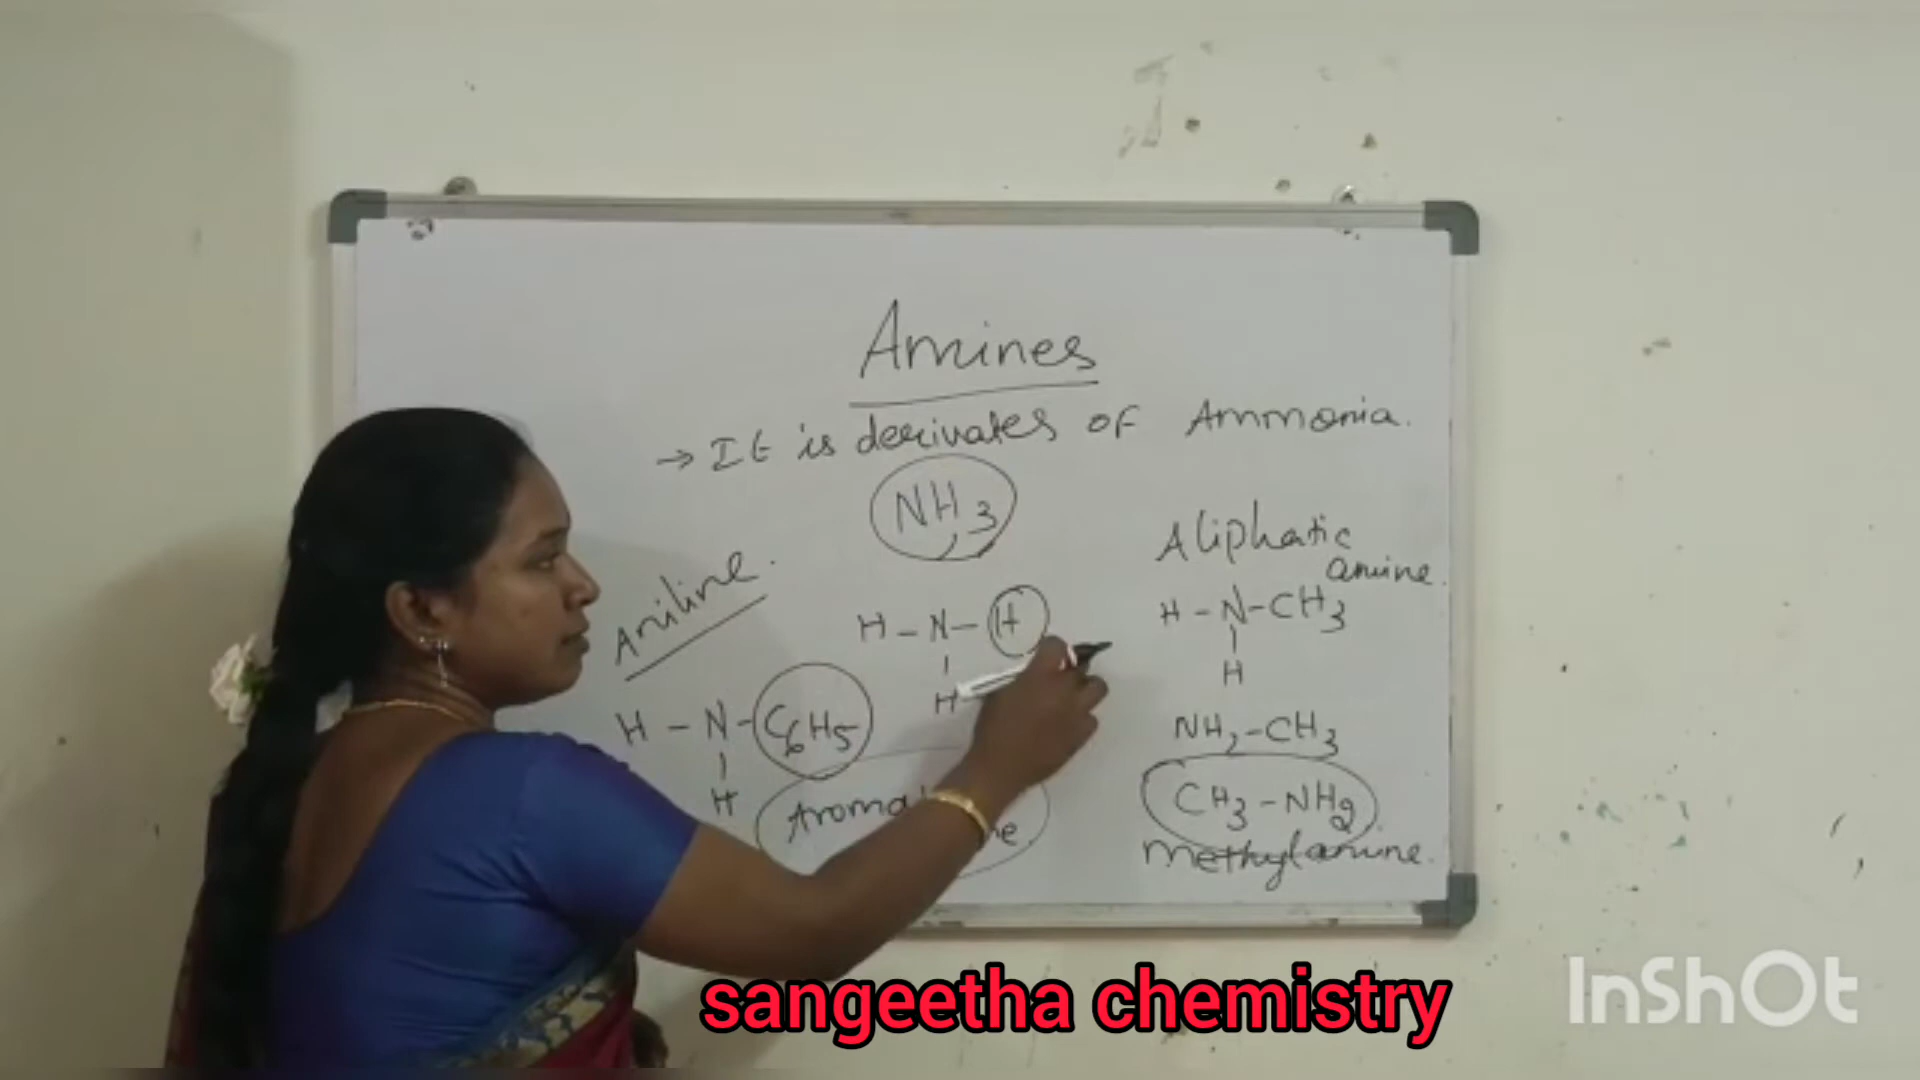 Amines
→ It is derivates of Ammonia.
NH3
Aliphatic
amine.
Aniline.
H - N - H
H
H - N - CH3
H
H - N - C6H5
H
NH2 - CH3
CH3 - NH2
methylamine.
sangeetha chemistry
InShOt